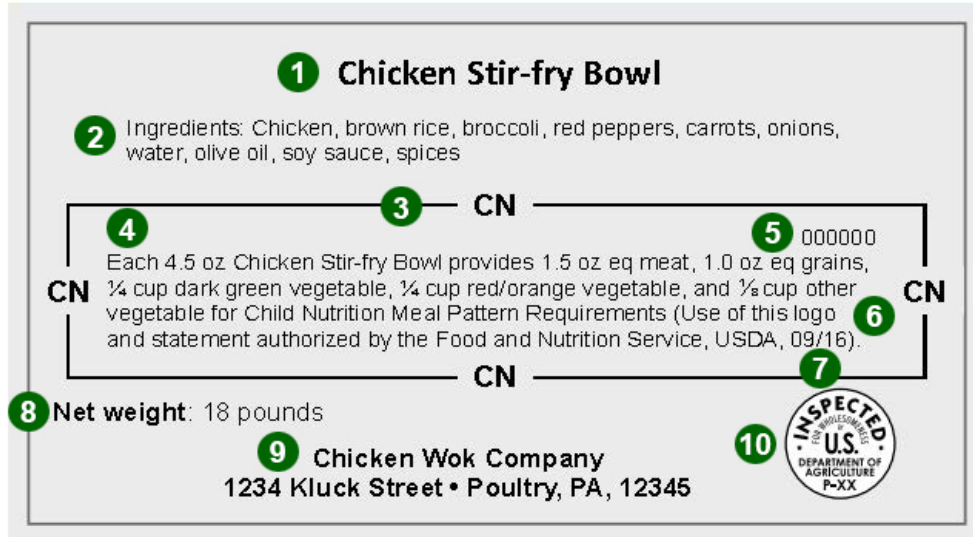 1 Chicken Stir-fry Bowl
2 Ingredients: Chicken, brown rice, broccoli, red peppers, carrots, onions,
water, olive oil, soy sauce, spices
3 CN
4
5 000000
Each 4.5 oz Chicken Stir-fry Bowl provides 1.5 oz eq meat, 1.0 oz eq grains,
CN ¼ cup dark green vegetable, ¼ cup red/orange vegetable, and ⅛ cup other CN
vegetable for Child Nutrition Meal Pattern Requirements (Use of this logo 6
and statement authorized by the Food and Nutrition Service, USDA, 09/16).
CN
7
8 Net weight: 18 pounds
9 Chicken Wok Company
1234 Kluck Street • Poultry, PA, 12345
10
INSPECTED
FOR WHOLESOMENESS
BY
U.S.
DEPARTMENT OF
AGRICULTURE
P-XX